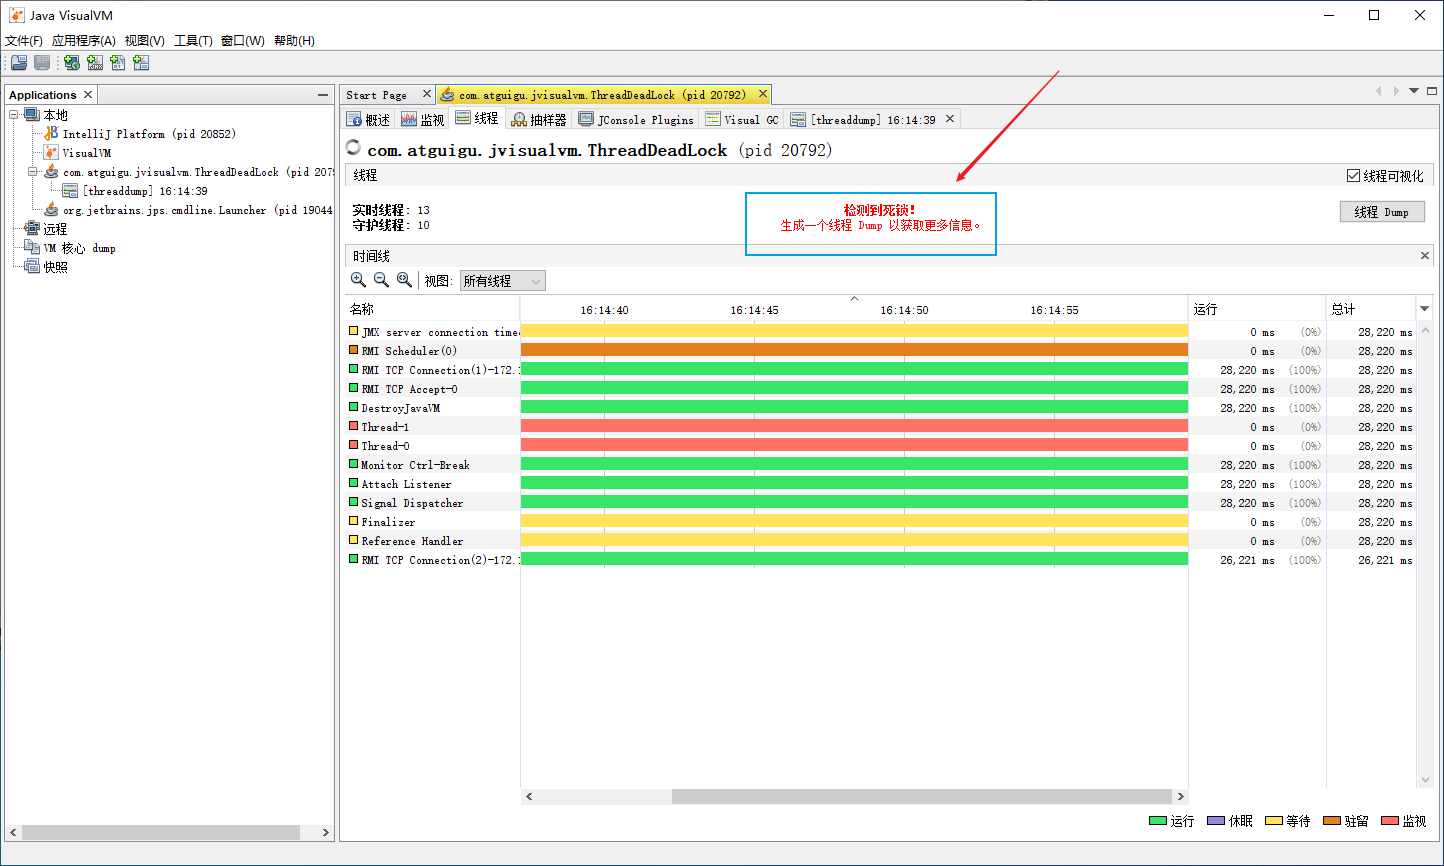 Java VisualVM
文件(F) 应用程序(A) 视图(V) 工具(T) 窗口(W) 帮助(H)
Applications
本地
IntelliJ Platform (pid 20852)
VisualVM
com.atguigu.jvisualvm.ThreadDeadLock (pid 207
[threaddump] 16:14:39
org.jetbrains.jps.cmdline.Launcher (pid 19044
远程
VM 核心 dump
快照
Start Page
com.atguigu.jvisualvm.ThreadDeadLock (pid 20792)
概述 监视 线程 抽样器 JConsole Plugins Visual GC [threaddump] 16:14:39
com.atguigu.jvisualvm.ThreadDeadLock (pid 20792)
线程 线程可视化
实时线程: 13
守护线程: 10
检测到死锁!
生成一个线程 Dump 以获取更多信息。
线程 Dump
时间线
视图: 所有线程
名称 16:14:40 16:14:45 16:14:50 16:14:55 运行 总计
JMX server connection time 0 ms (0%) 28,220 ms
RMI Scheduler(0) 0 ms (0%) 28,220 ms
RMI TCP Connection(1)-172. 28,220 ms (100%) 28,220 ms
RMI TCP Accept-0 28,220 ms (100%) 28,220 ms
DestroyJavaVM 28,220 ms (100%) 28,220 ms
Thread-1 0 ms (0%) 28,220 ms
Thread-0 0 ms (0%) 28,220 ms
Monitor Ctrl-Break 28,220 ms (100%) 28,220 ms
Attach Listener 28,220 ms (100%) 28,220 ms
Signal Dispatcher 28,220 ms (100%) 28,220 ms
Finalizer 0 ms (0%) 28,220 ms
Reference Handler 0 ms (0%) 28,220 ms
RMI TCP Connection(2)-172. 26,221 ms (100%) 26,221 ms
运行 休眠 等待 驻留 监视